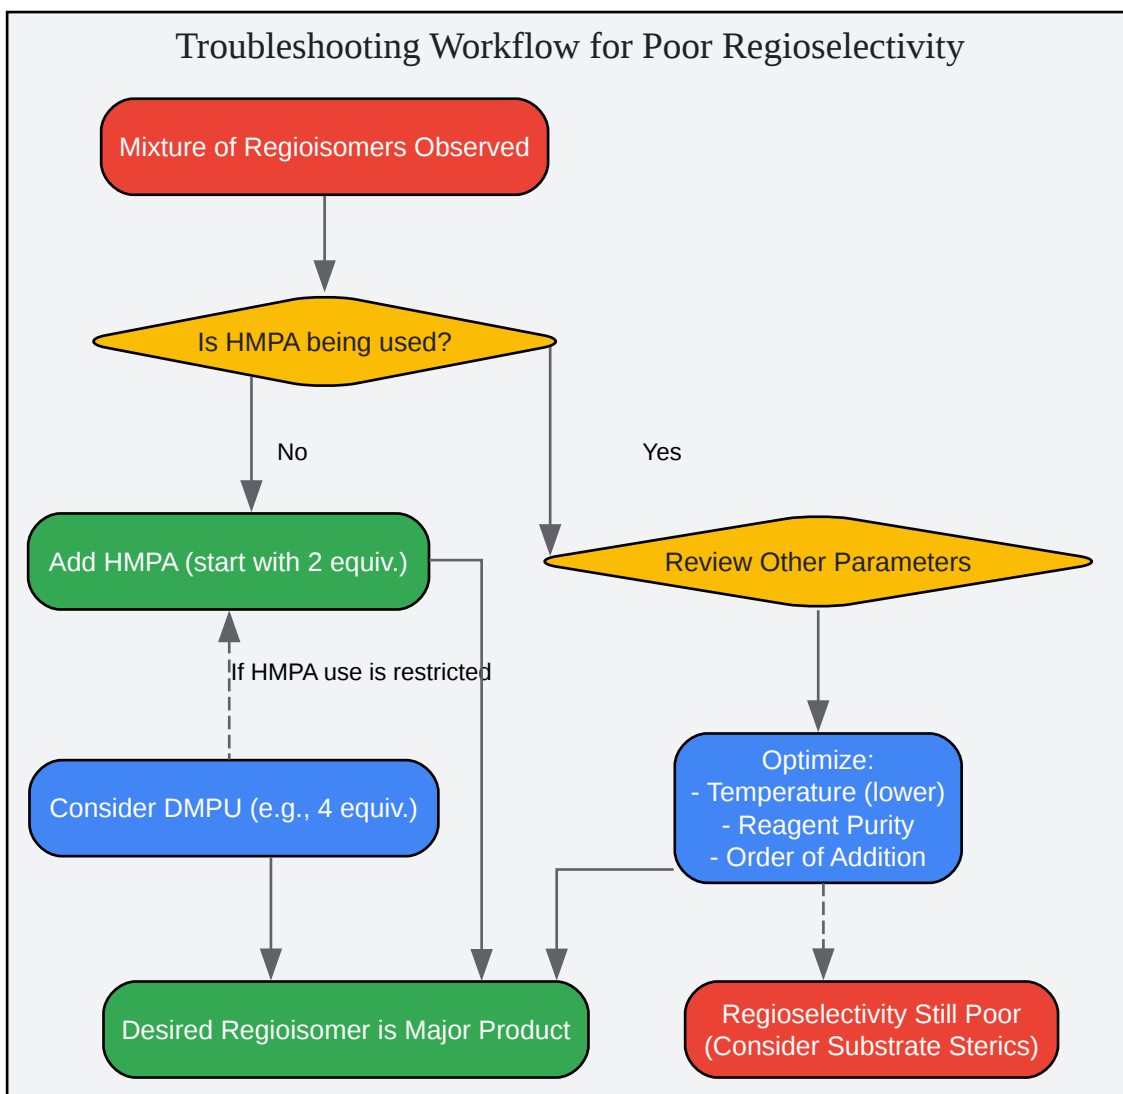 Troubleshooting Workflow for Poor Regioselectivity
Mixture of Regioisomers Observed
Is HMPA being used?
No
Yes
Add HMPA (start with 2 equiv.)
Review Other Parameters
If HMPA use is restricted
Consider DMPU (e.g., 4 equiv.)
Optimize:
- Temperature (lower)
- Reagent Purity
- Order of Addition
Desired Regioisomer is Major Product
Regioselectivity Still Poor
(Consider Substrate Sterics)